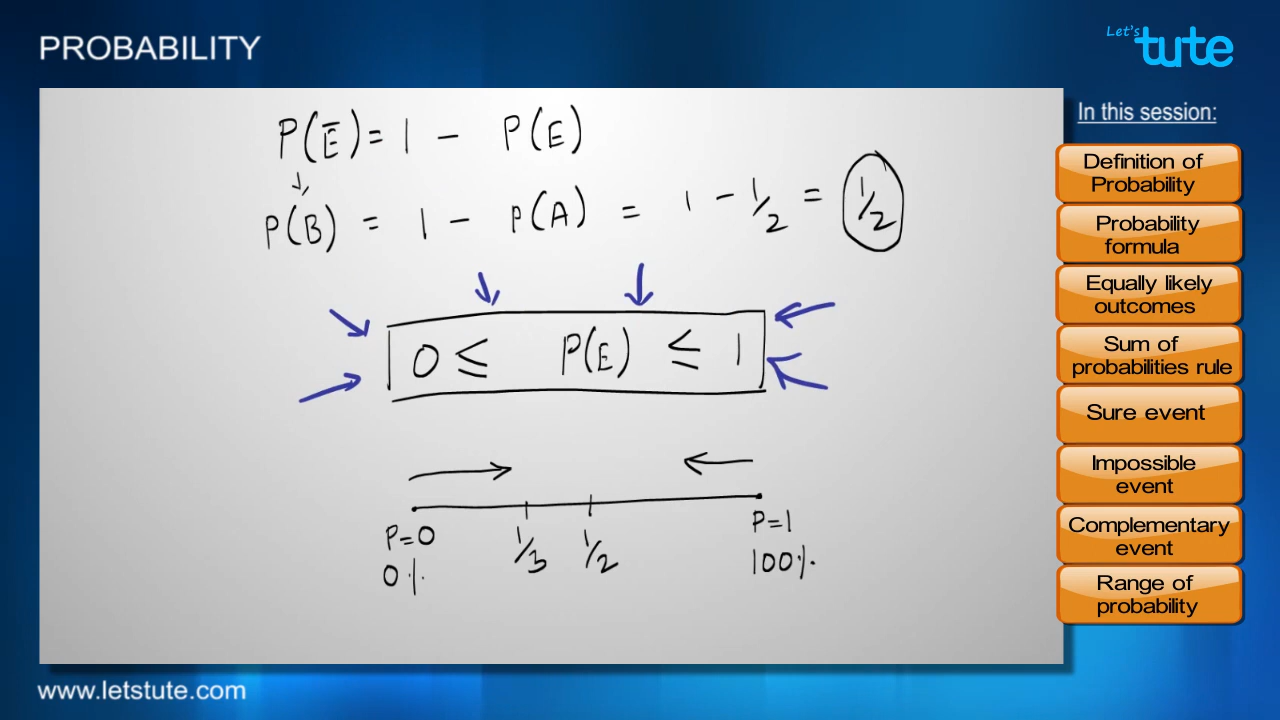 PROBABILITY
Let's
tute
P(E̅) = 1 - P(E)
P(B) = 1 - P(A) = 1 - 1/2 = 1/2
0 ≤ P(E) ≤ 1
P=0 1/3 1/2 P=1
0% 100%
In this session:
Definition of
Probability
Probability
formula
Equally likely
outcomes
Sum of
probabilities rule
Sure event
Impossible
event
Complementary
event
Range of
probability
www.letstute.com